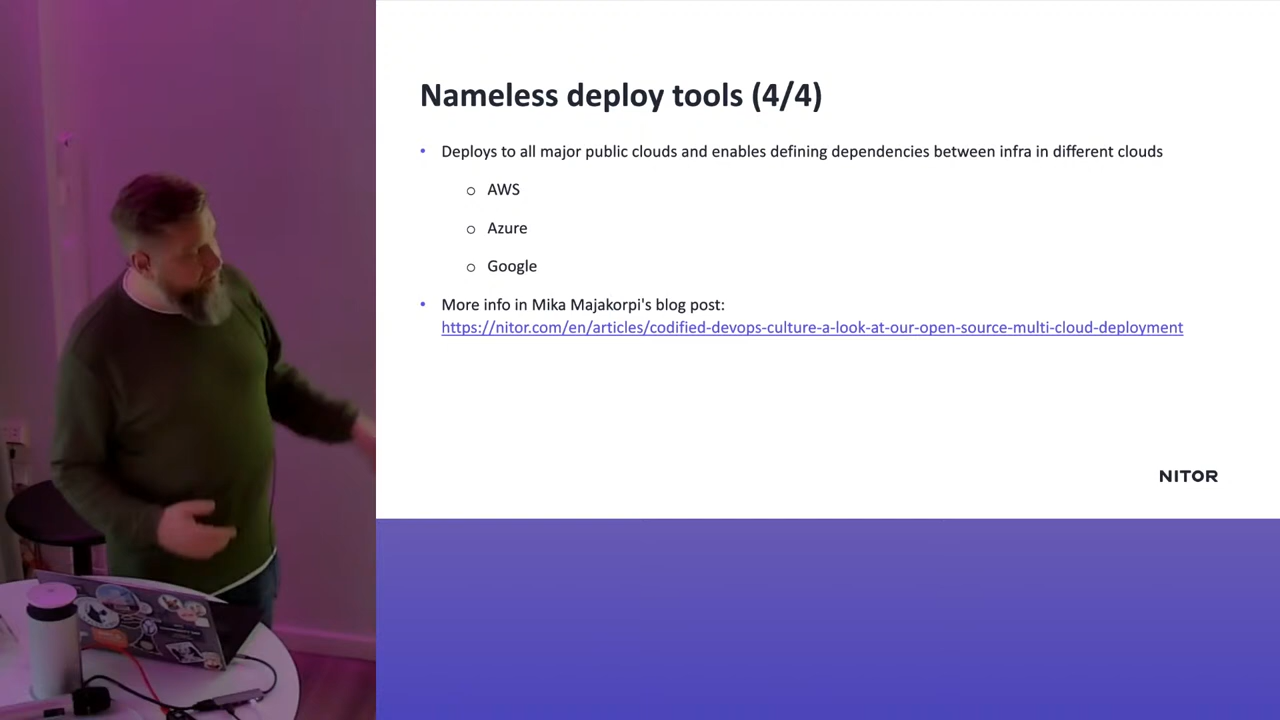 Nameless deploy tools (4/4)
• Deploys to all major public clouds and enables defining dependencies between infra in different clouds
o AWS
o Azure
o Google
• More info in Mika Majakorpi's blog post:
https://nitor.com/en/articles/codified-devops-culture-a-look-at-our-open-source-multi-cloud-deployment
NITOR